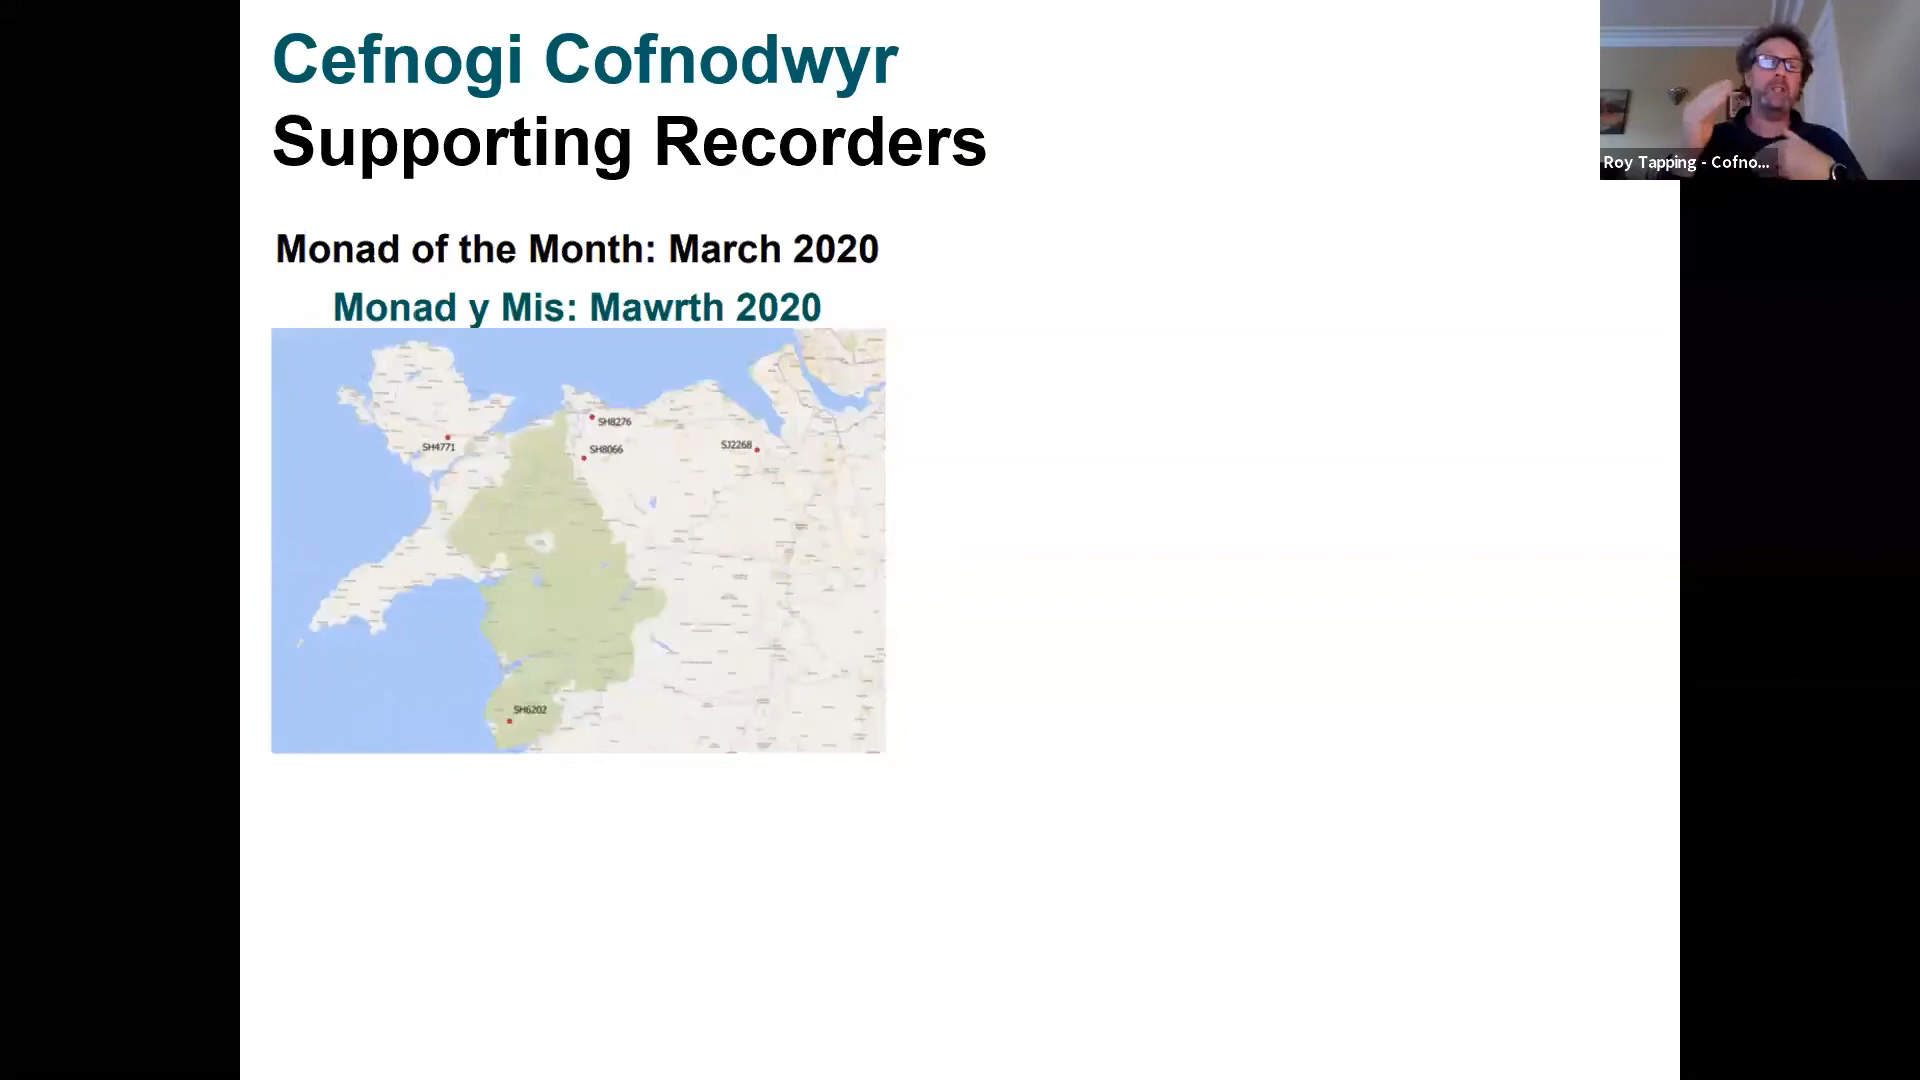 Cefnogi Cofnodwyr
Supporting Recorders
Roy Tapping - Cofno...
Monad of the Month: March 2020
Monad y Mis: Mawrth 2020
SH8276
SH4771
SH8066
SJ2268
SH6202